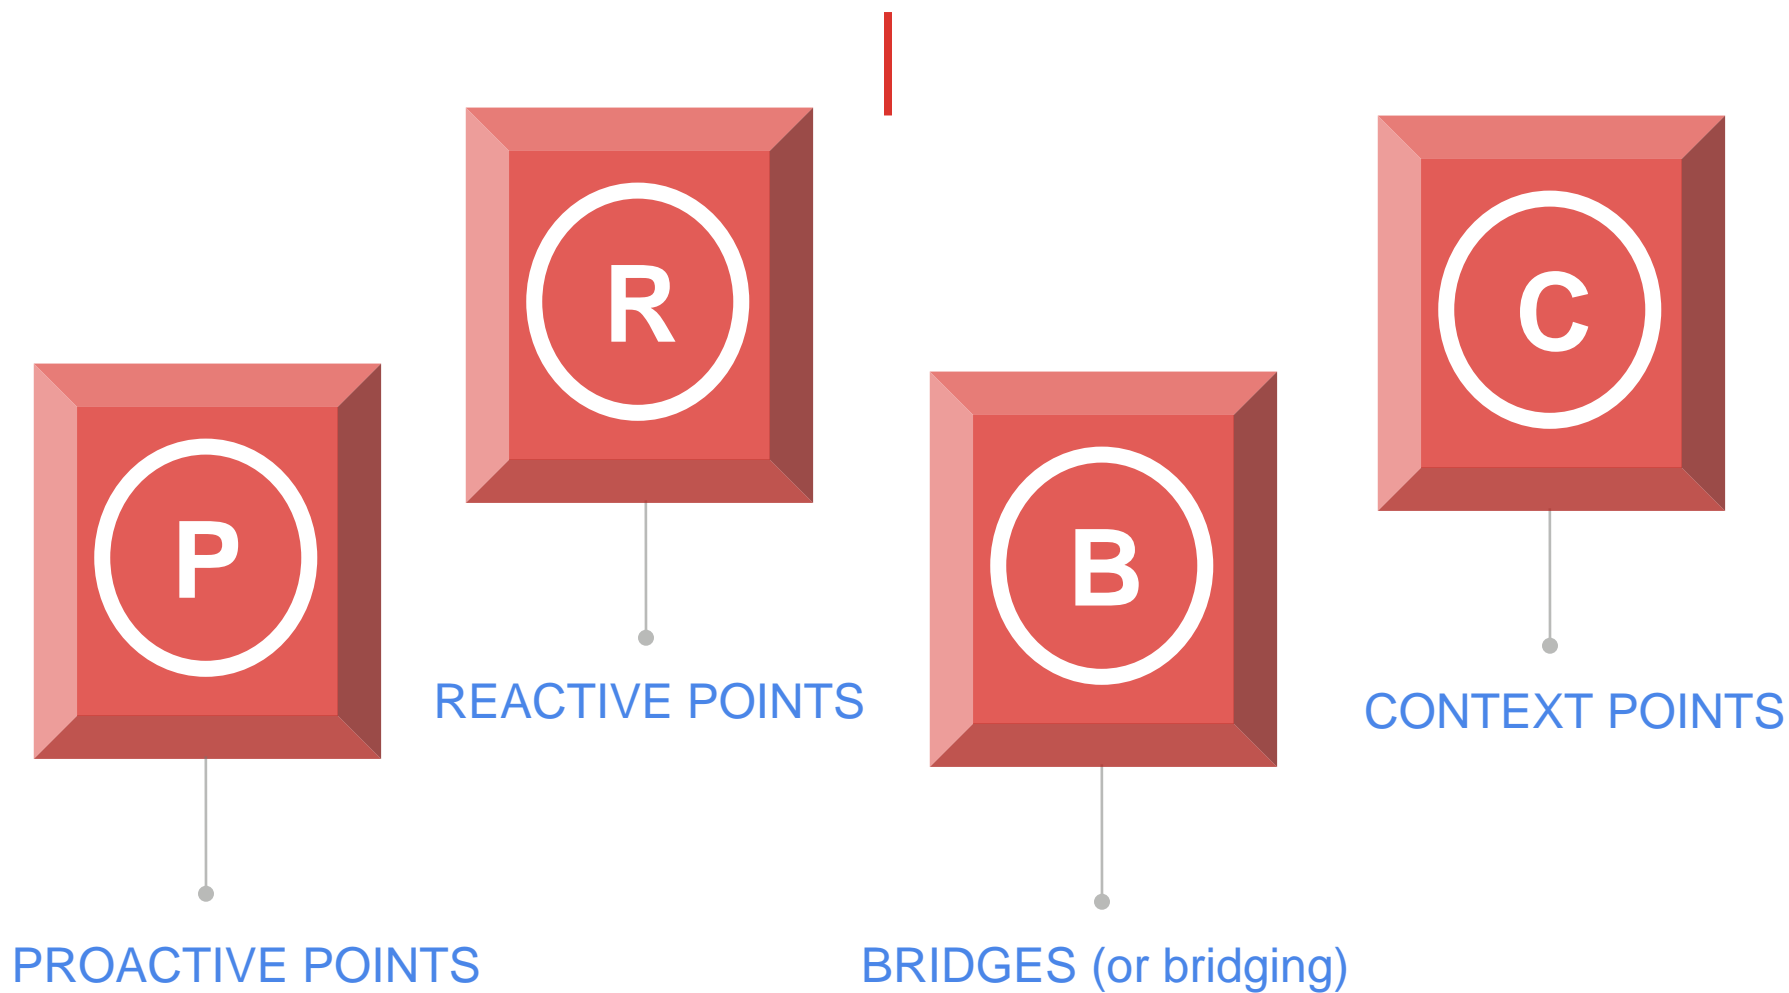 P
PROACTIVE POINTS
R
REACTIVE POINTS
B
BRIDGES (or bridging)
C
CONTEXT POINTS